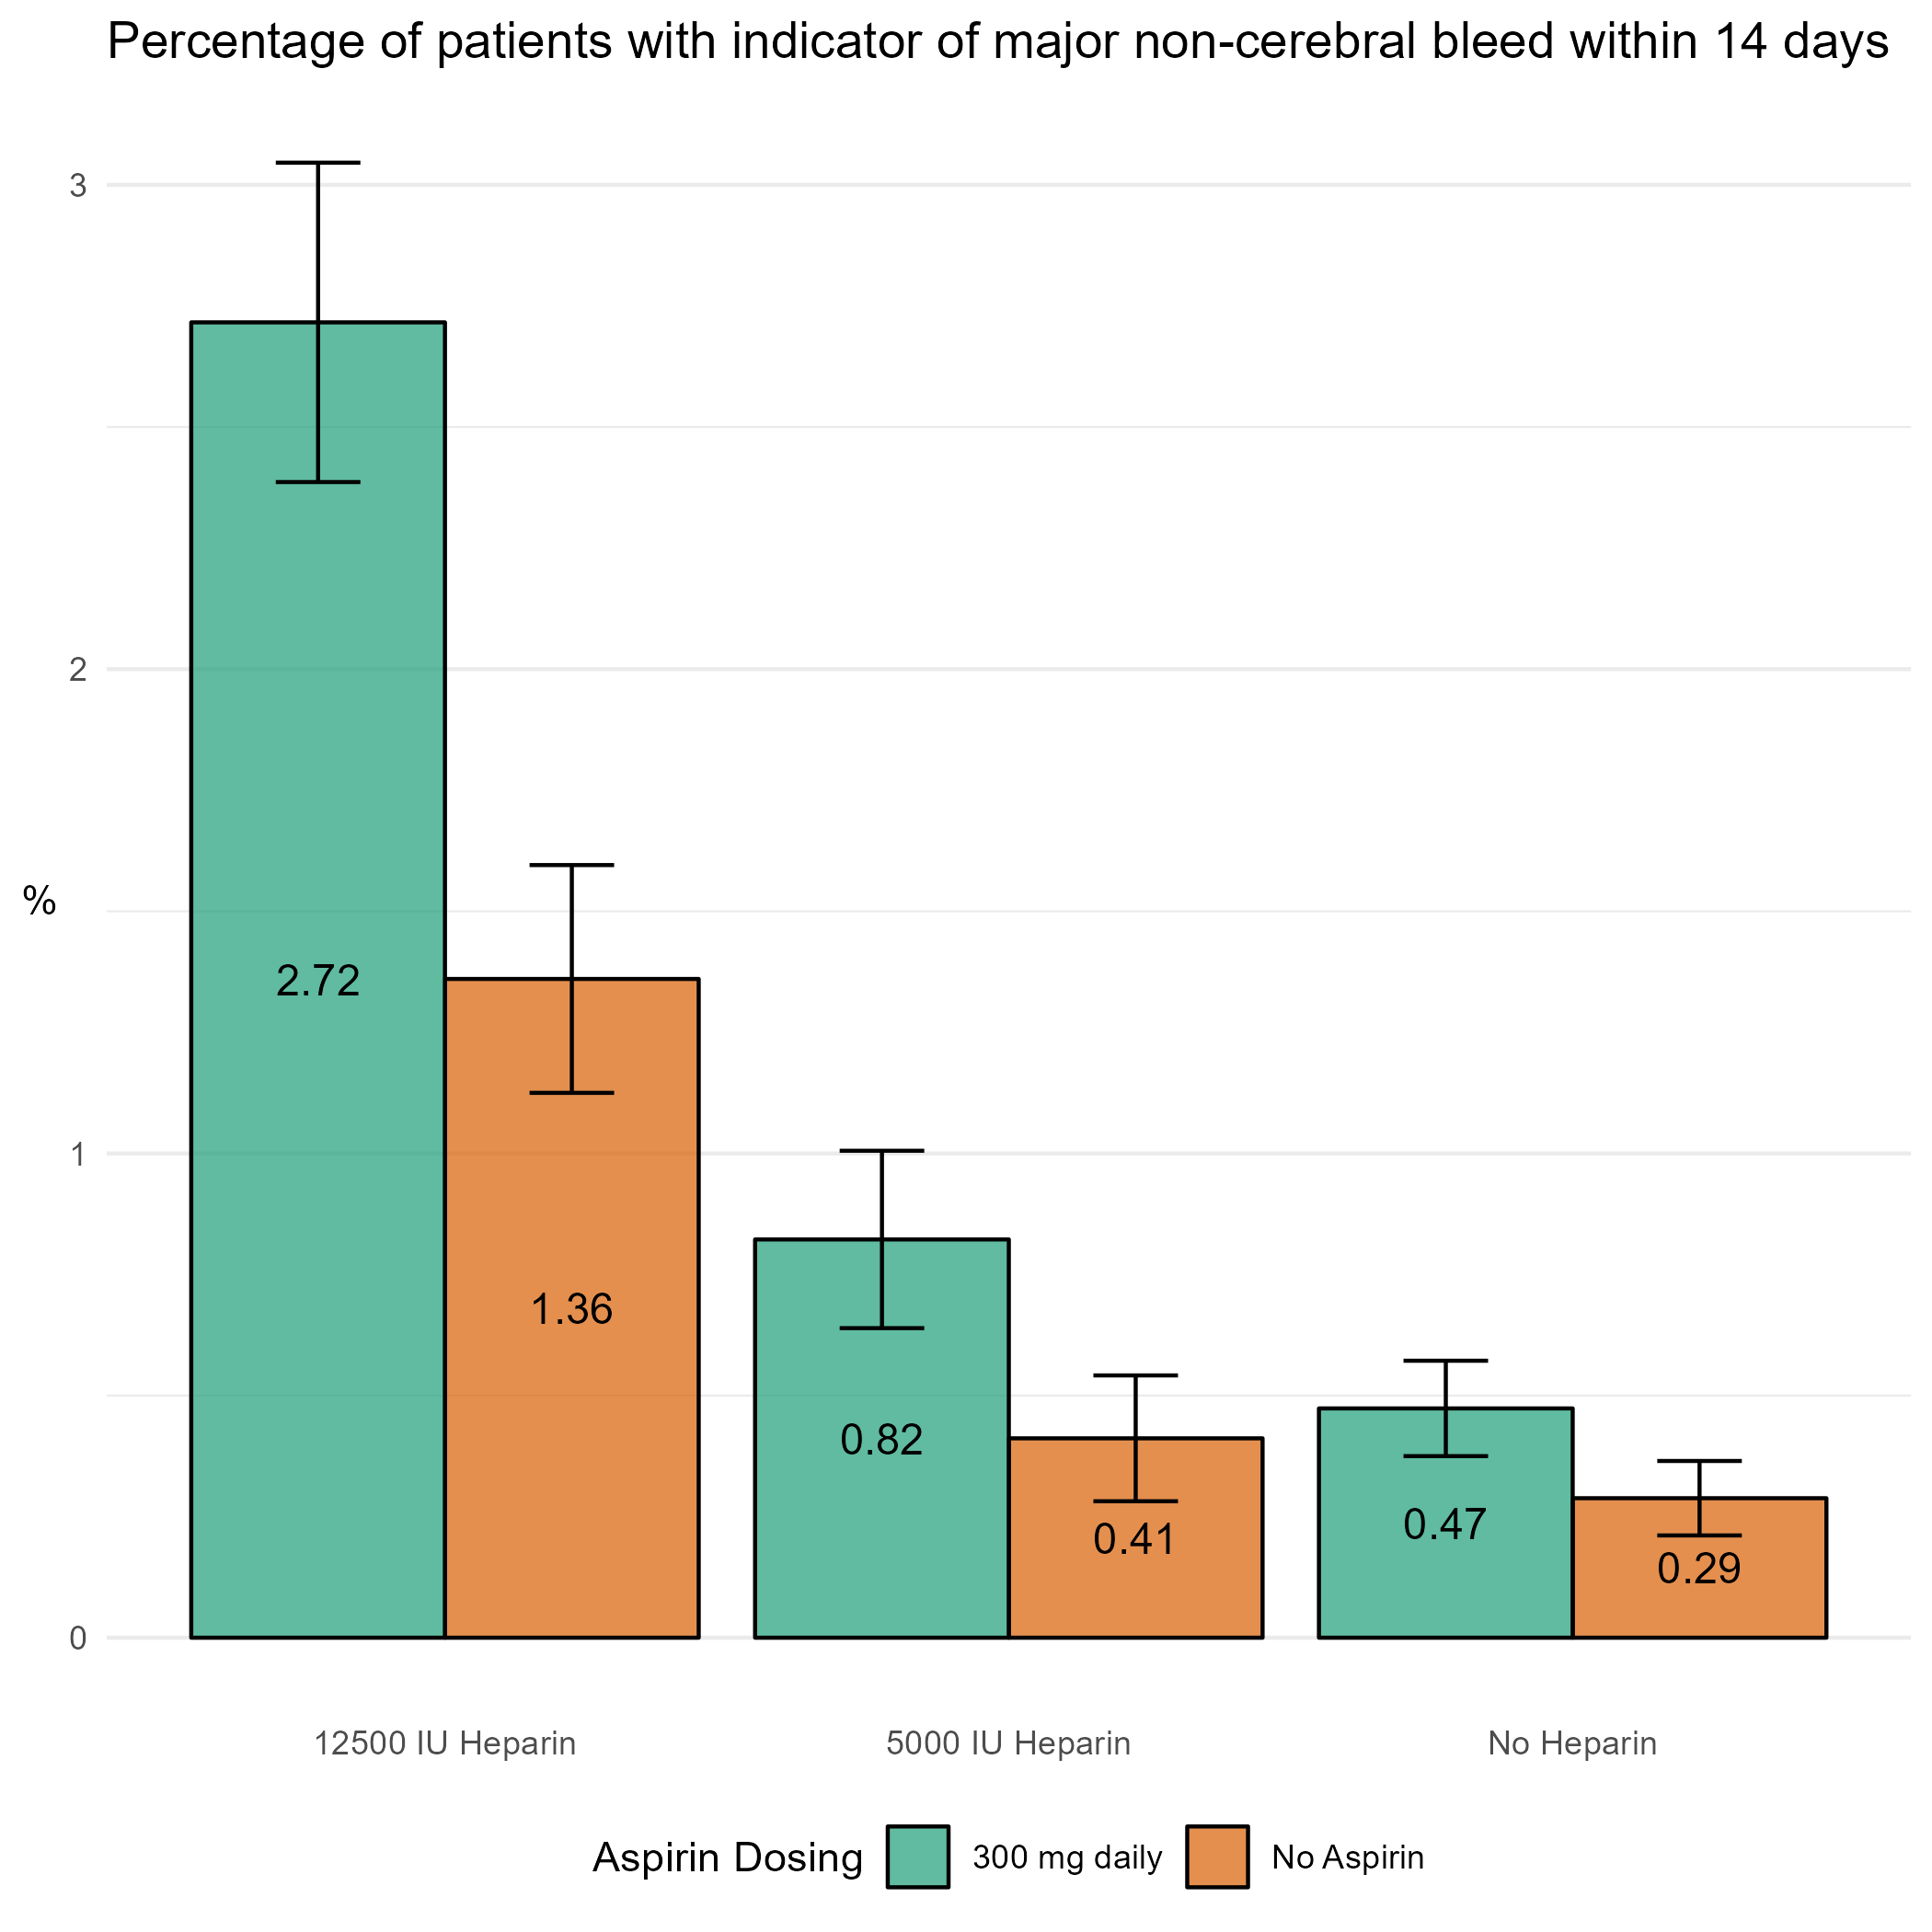 Percentage of patients with indicator of major non-cerebral bleed within 14 days
3
2
%
2.72
1
1.36
0.82
0.41
0.47
0.29
0
12500 IU Heparin
5000 IU Heparin
No Heparin
Aspirin Dosing
300 mg daily
No Aspirin